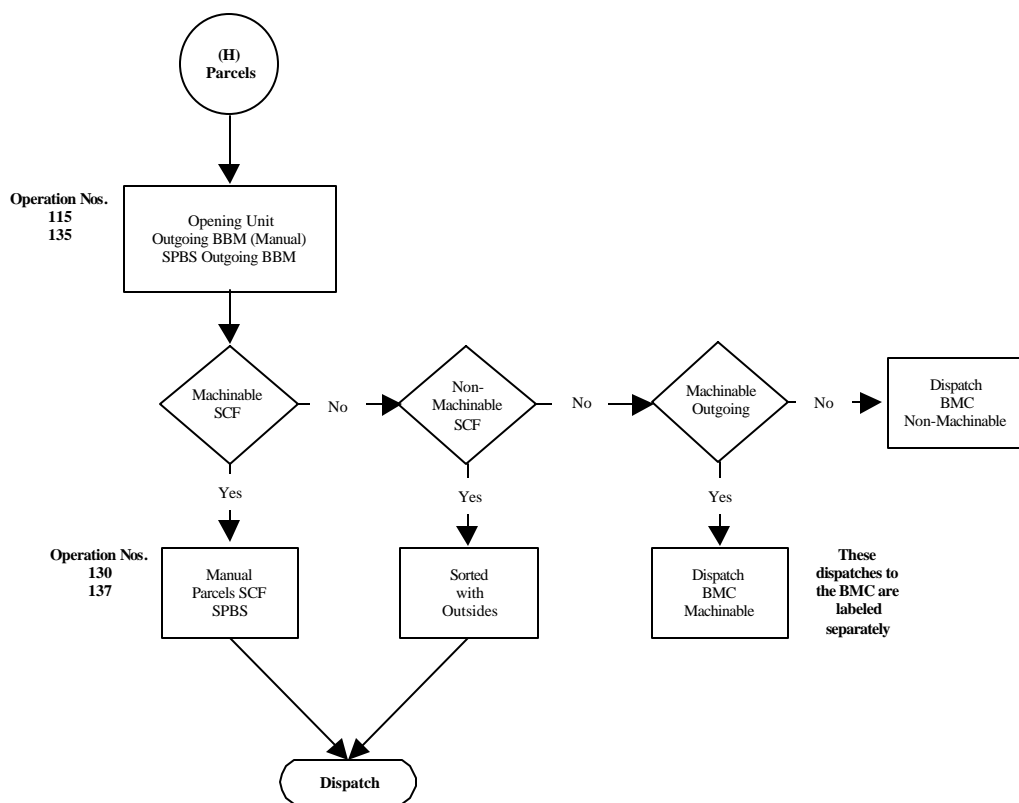 (H)
Parcels
Operation Nos.
115
135
Opening Unit
Outgoing BBM (Manual)
SPBS Outgoing BBM
Machinable
SCF
No
Non-
Machinable
SCF
No
Machinable
Outgoing
No
Dispatch
BMC
Non-Machinable
Yes
Yes
Yes
Operation Nos.
130
137
Manual
Parcels SCF
SPBS
Sorted
with
Outsides
Dispatch
BMC
Machinable
These
dispatches to
the BMC are
labeled
separately
Dispatch